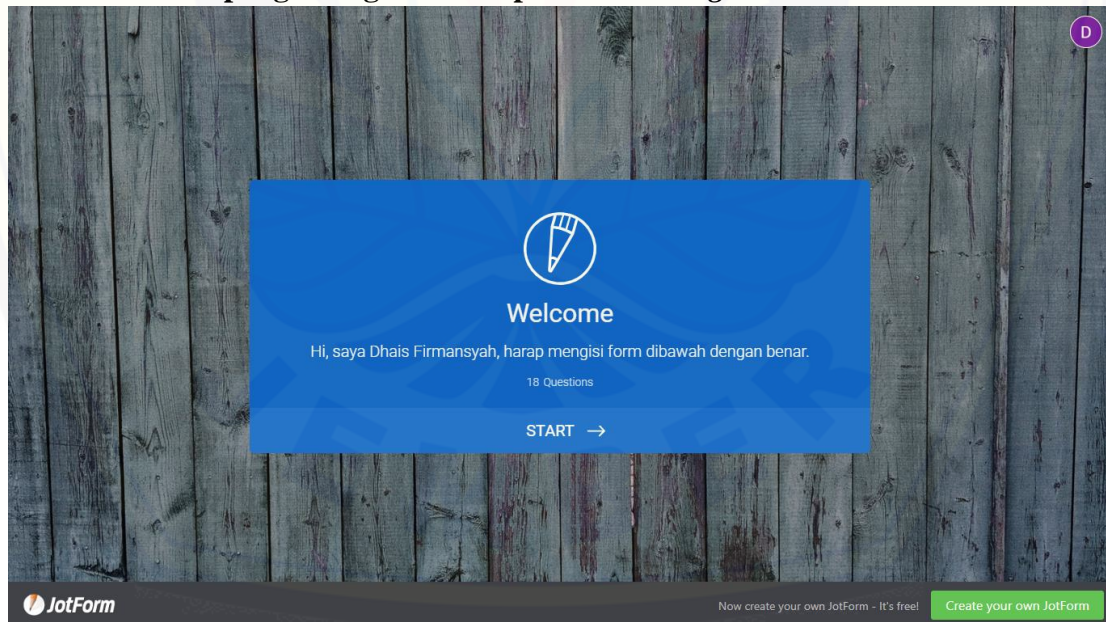 D
Welcome
Hi, saya Dhais Firmansyah, harap mengisi form dibawah dengan benar.
18 Questions
START →
JotForm
Now create your own JotForm - It's free!
Create your own JotForm